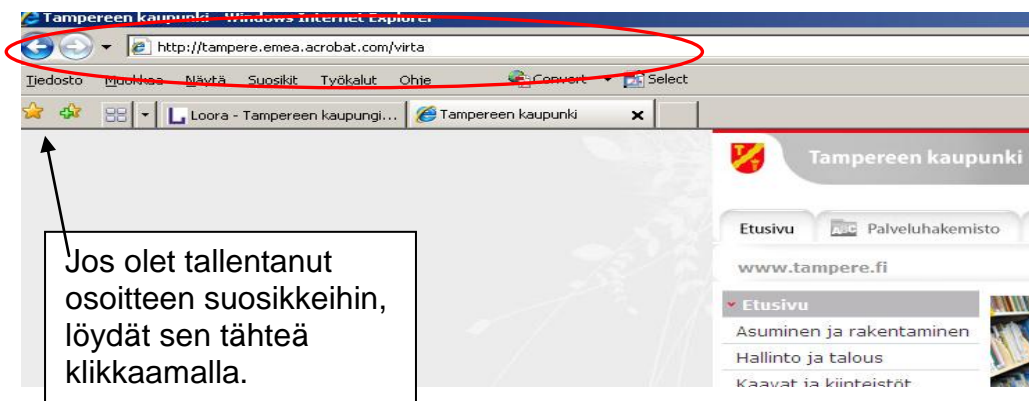 Tampereen kaupunki - Windows Internet Explorer
http://tampere.emea.acrobat.com/virta
Tiedosto Muokkaa Näytä Suosikit Työkalut Ohje Convert Select
Loora - Tampereen kaupungi... Tampereen kaupunki
Tampereen kaupunki
Etusivu ABC Palveluhakemisto
www.tampere.fi
Etusivu
Asuminen ja rakentaminen
Hallinto ja talous
Kaavat ja kiinteistöt
Jos olet tallentanut
osoitteen suosikkeihin,
löydät sen tähteä
klikkaamalla.